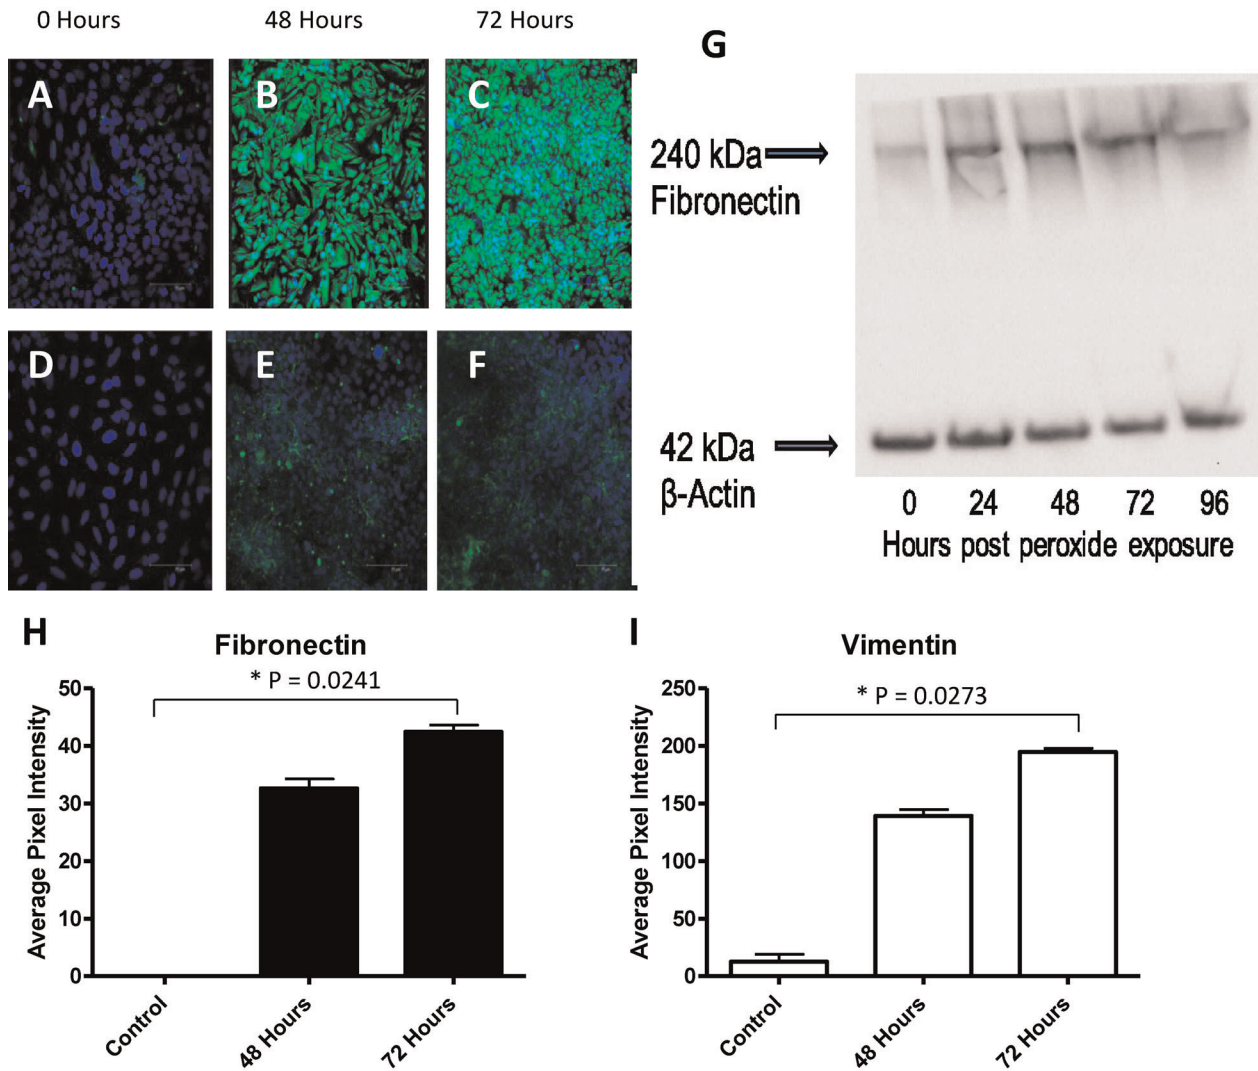 0 Hours
48 Hours
72 Hours
A
B
C
D
E
F
G
240 kDa
Fibronectin
42 kDa
β-Actin
0 24 48 72 96
Hours post peroxide exposure
H
Fibronectin
* P = 0.0241
Average Pixel Intensity
50
40
30
20
10
0
Control
48 Hours
72 Hours
I
Vimentin
* P = 0.0273
Average Pixel Intensity
250
200
150
100
50
0
Control
48 Hours
72 Hours